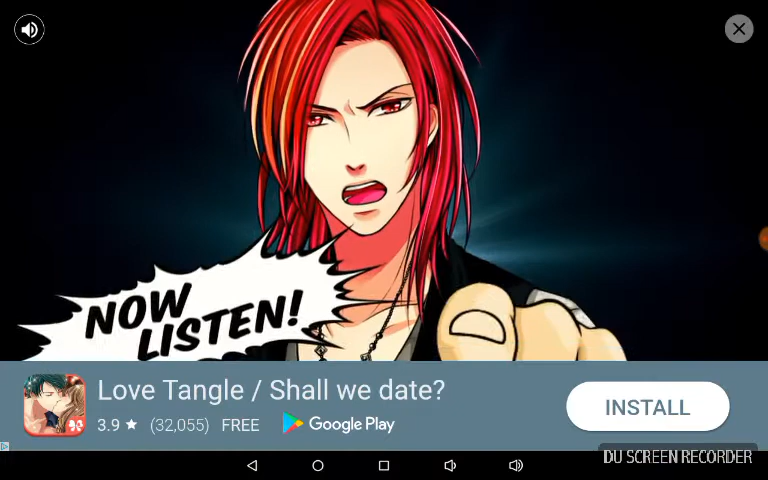 NOW
LISTEN!
Love Tangle / Shall we date?
3.9 ★ (32,055) FREE Google Play
INSTALL
DU SCREEN RECORDER